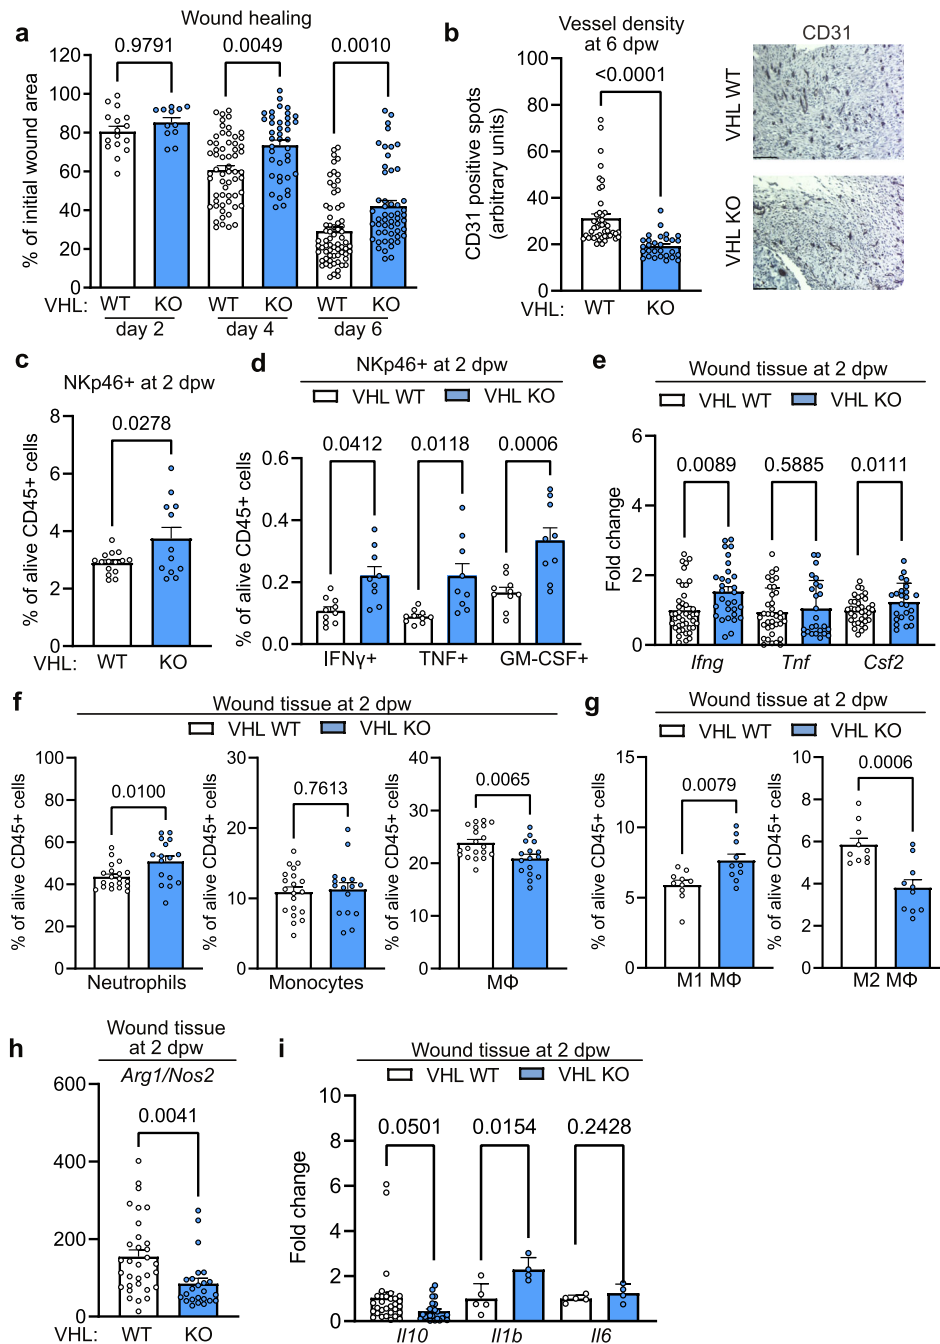 a
Wound healing
0.9791 0.0049 0.0010
% of initial wound area
120
100
80
60
40
20
0
VHL: WT KO WT KO WT KO
day 2 day 4 day 6
b
Vessel density
at 6 dpw
<0.0001
CD31 positive spots
(arbitrary units)
100
80
60
40
20
0
VHL: WT KO
CD31
VHL WT
VHL KO
c
NKp46+ at 2 dpw
0.0278
% of alive CD45+ cells
8
6
4
2
0
VHL: WT KO
d
NKp46+ at 2 dpw
VHL WT VHL KO
0.0412 0.0118 0.0006
% of alive CD45+ cells
0.6
0.4
0.2
0.0
IFNγ+ TNF+ GM-CSF+
e
Wound tissue at 2 dpw
VHL WT VHL KO
0.0089 0.5885 0.0111
Fold change
6
4
2
0
Ifng Tnf Csf2
f
Wound tissue at 2 dpw
VHL WT VHL KO
% of alive CD45+ cells
100
80
60
40
20
0
0.0100
Neutrophils
% of alive CD45+ cells
30
20
10
0
0.7613
Monocytes
% of alive CD45+ cells
40
30
20
10
0
0.0065
MΦ
g
Wound tissue at 2 dpw
VHL WT VHL KO
% of alive CD45+ cells
15
10
5
0
0.0079
M1 MΦ
% of alive CD45+ cells
10
8
6
4
2
0
0.0006
M2 MΦ
h
Wound tissue
at 2 dpw
Arg1/Nos2
0.0041
600
400
200
0
VHL: WT KO
i
Wound tissue at 2 dpw
VHL WT VHL KO
0.0501 0.0154 0.2428
Fold change
10
8
6
4
2
0
Il10 Il1b Il6